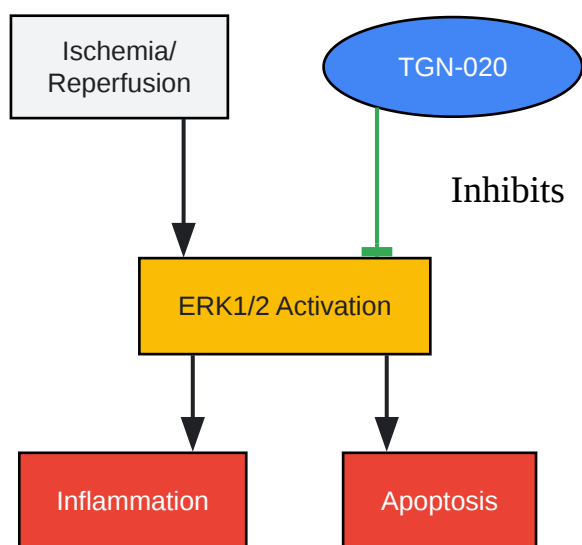 Ischemia/
Reperfusion
TGN-020
Inhibits
ERK1/2 Activation
Inflammation
Apoptosis